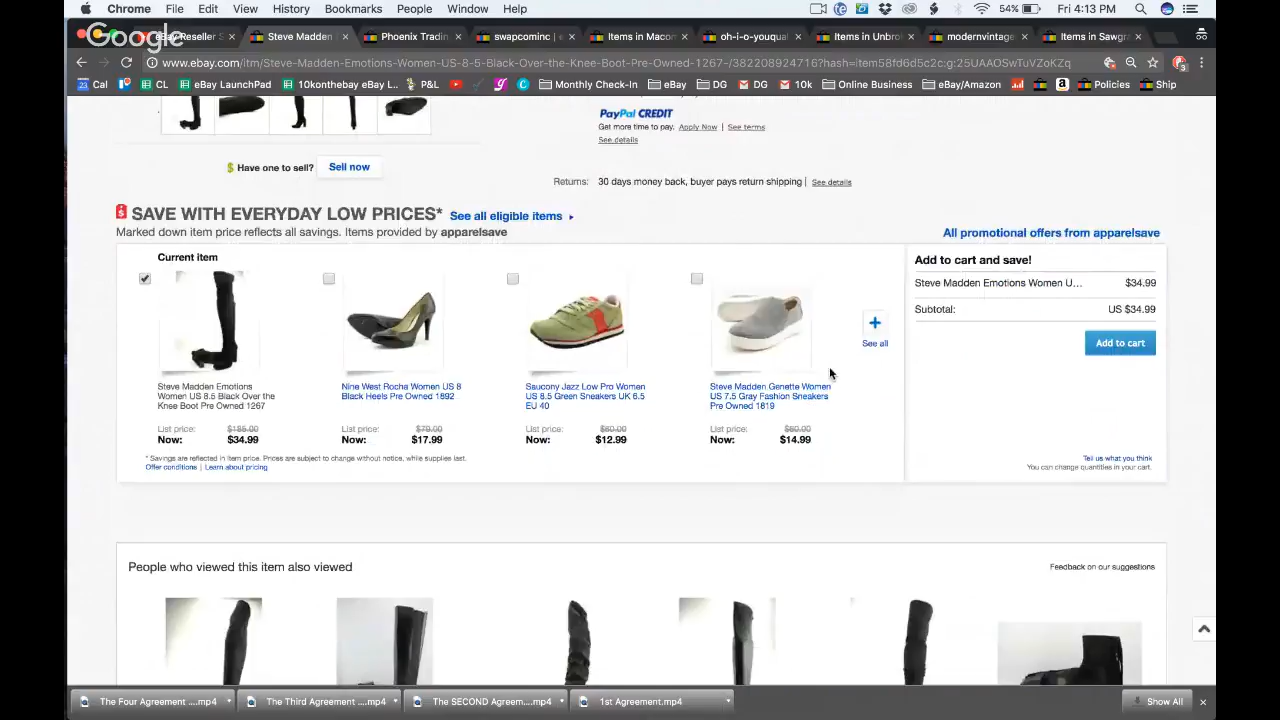 Chrome File Edit View History Bookmarks People Window Help 54% Fri 4:13 PM
Google
eBay Reseller S Steve Madden Phoenix Tradin swapcominc | e Items in Macon oh-i-o-youqual Items in Unbro modernvintage Items in Sawgra
www.ebay.com/itm/Steve-Madden-Emotions-Women-US-8-5-Black-Over-the-Knee-Boot-Pre-Owned-1267-/382208924716?hash=item58fd6d5c2c:g:25UAAOSwTuVZoKZq
Cal eBay LaunchPad 10konthebay eBay L... P&L Monthly Check-In eBay DG DG 10k Online Business eBay/Amazon Policies Ship
PayPal CREDIT
Get more time to pay. Apply Now | See terms
See details
Have one to sell? Sell now
Returns: 30 days money back, buyer pays return shipping | See details
SAVE WITH EVERYDAY LOW PRICES* See all eligible items
Marked down item price reflects all savings. Items provided by apparelsave
All promotional offers from apparelsave
Current item
Steve Madden Emotions
Women US 8.5 Black Over the
Knee Boot Pre Owned 1267
List price: $185.00
Now: $34.99
Nine West Rocha Women US 8
Black Heels Pre Owned 1892
List price: $79.00
Now: $17.99
Saucony Jazz Low Pro Women
US 8.5 Green Sneakers UK 6.5
EU 40
List price: $60.00
Now: $12.99
Steve Madden Genette Women
US 7.5 Gray Fashion Sneakers
Pre Owned 1819
List price: $60.00
Now: $14.99
See all
* Savings are reflected in item price. Prices are subject to change without notice, while supplies last.
Offer conditions | Learn about pricing
Add to cart and save!
Steve Madden Emotions Women U... $34.99
Subtotal: US $34.99
Add to cart
Tell us what you think
You can change quantities in your cart.
People who viewed this item also viewed
Feedback on our suggestions
The Four Agreement ....mp4 The Third Agreement ....mp4 The SECOND Agreem....mp4 1st Agreement.mp4 Show All